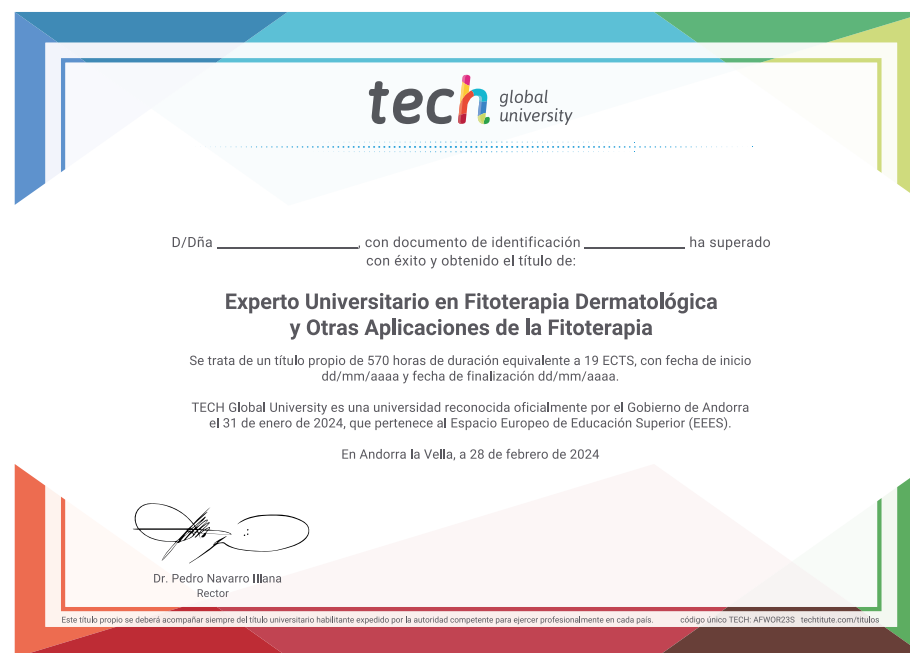 tech global university
D/Dña ____________________, con documento de identificación ______________ ha superado
con éxito y obtenido el título de:
Experto Universitario en Fitoterapia Dermatológica
y Otras Aplicaciones de la Fitoterapia
Se trata de un título propio de 570 horas de duración equivalente a 19 ECTS, con fecha de inicio
dd/mm/aaaa y fecha de finalización dd/mm/aaaa.
TECH Global University es una universidad reconocida oficialmente por el Gobierno de Andorra
el 31 de enero de 2024, que pertenece al Espacio Europeo de Educación Superior (EEES).
En Andorra la Vella, a 28 de febrero de 2024
Dr. Pedro Navarro Illana
Rector
Este título propio se deberá acompañar siempre del título universitario habilitante expedido por la autoridad competente para ejercer profesionalmente en cada país. código único TECH: AFWOR23S techtitute.com/titulos